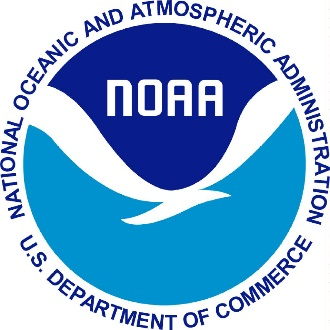 NATIONAL OCEANIC AND ATMOSPHERIC ADMINISTRATION
NOAA
U.S. DEPARTMENT OF COMMERCE